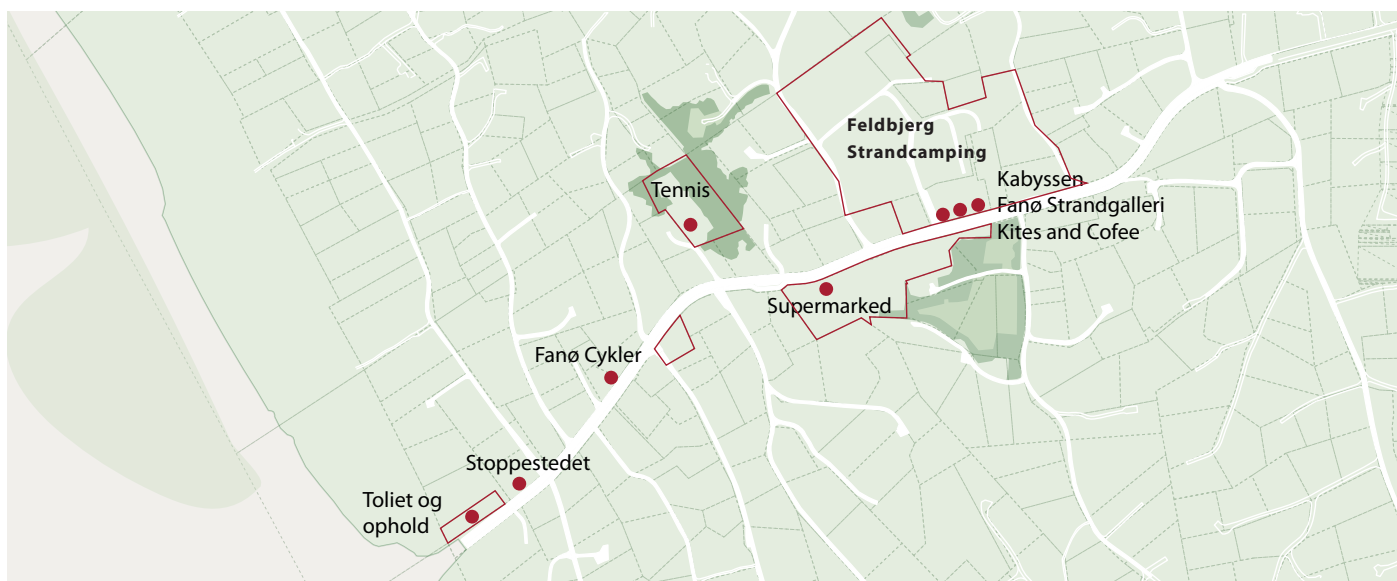 Feldbjerg
Strandcamping
Kabyssen
Fanø Strandgalleri
Kites and Cofee
Tennis
Supermarked
Fanø Cykler
Stoppestedet
Toliet og
ophold